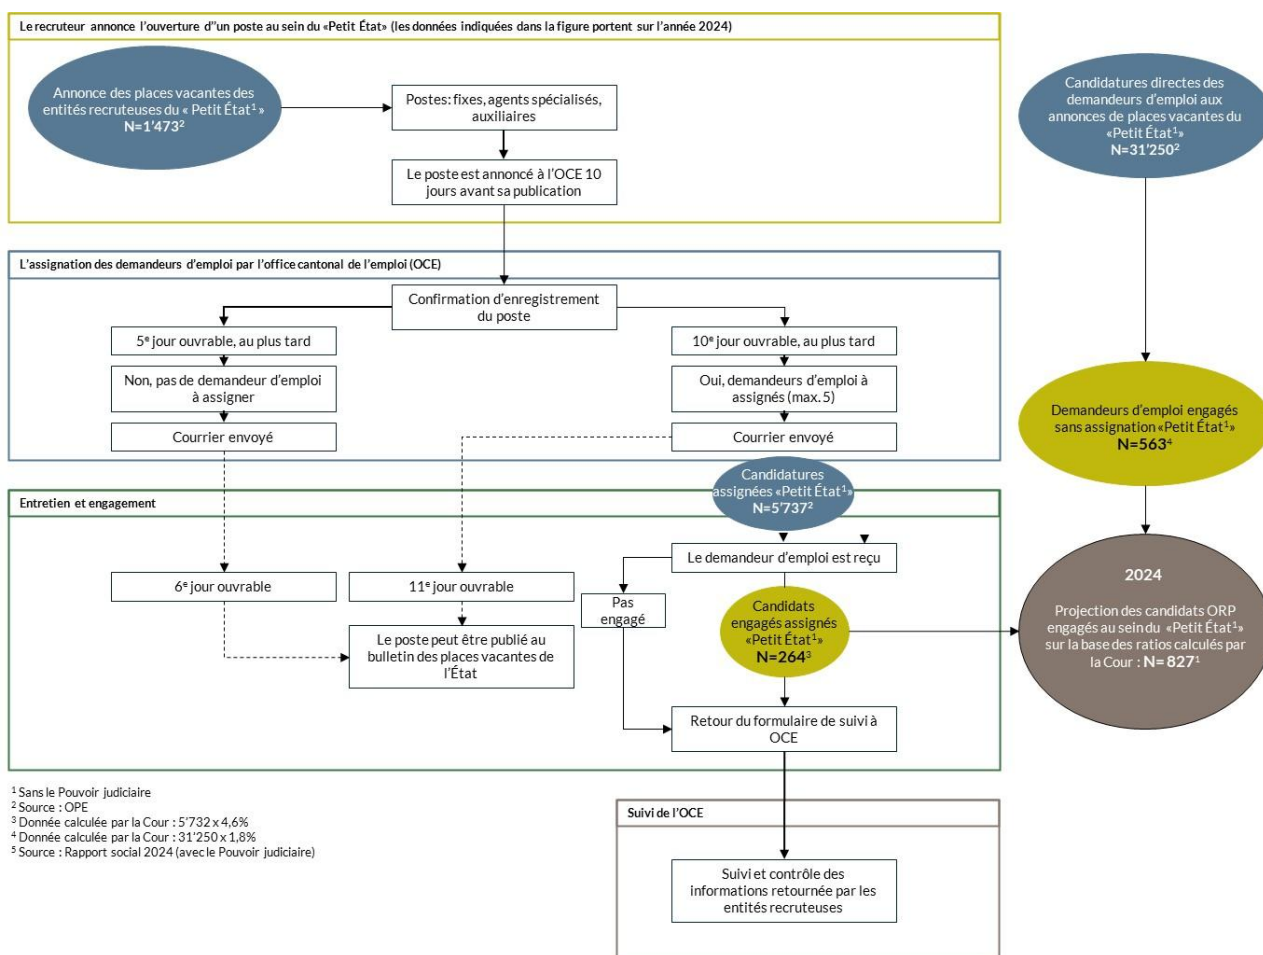 Le recruteur annonce l'ouverture d''un poste au sein du «Petit État» (les données indiquées dans la figure portent sur l'année 2024)
Annonce des places vacantes des
entités recruteuses du « Petit État¹ »
N=1'473²
Postes: fixes, agents spécialisés,
auxiliaires
Le poste est annoncé à l'OCE 10
jours avant sa publication
Candidatures directes des
demandeurs d'emploi aux
annonces de places vacantes du
«Petit État¹»
N=31'250²
L'assignation des demandeurs d'emploi par l'office cantonal de l'emploi (OCE)
Confirmation d'enregistrement
du poste
5ᵉ jour ouvrable, au plus tard
Non, pas de demandeur d'emploi
à assigner
Courrier envoyé
10ᵉ jour ouvrable, au plus tard
Oui, demandeurs d'emploi à
assignés (max. 5)
Courrier envoyé
Demandeurs d'emploi engagés
sans assignation «Petit État¹»
N=563⁴
Entretien et engagement
Candidatures
assignées «Petit État¹»
N=5'737²
Le demandeur d'emploi est reçu
6ᵉ jour ouvrable
11ᵉ jour ouvrable
Pas
engagé
Candidats
engagés assignés
«Petit État¹»
N=264³
Le poste peut être publié au
bulletin des places vacantes de
l'État
Retour du formulaire de suivi à
OCE
2024
Projection des candidats ORP
engagés au sein du «Petit État¹»
sur la base des ratios calculés par
la Cour : N= 827¹
¹ Sans le Pouvoir judiciaire
² Source : OPE
³ Donnée calculée par la Cour : 5'732 x 4,6%
⁴ Donnée calculée par la Cour : 31'250 x 1,8%
⁵ Source : Rapport social 2024 (avec le Pouvoir judiciaire)
Suivi de l'OCE
Suivi et contrôle des
informations retournée par les
entités recruteuses